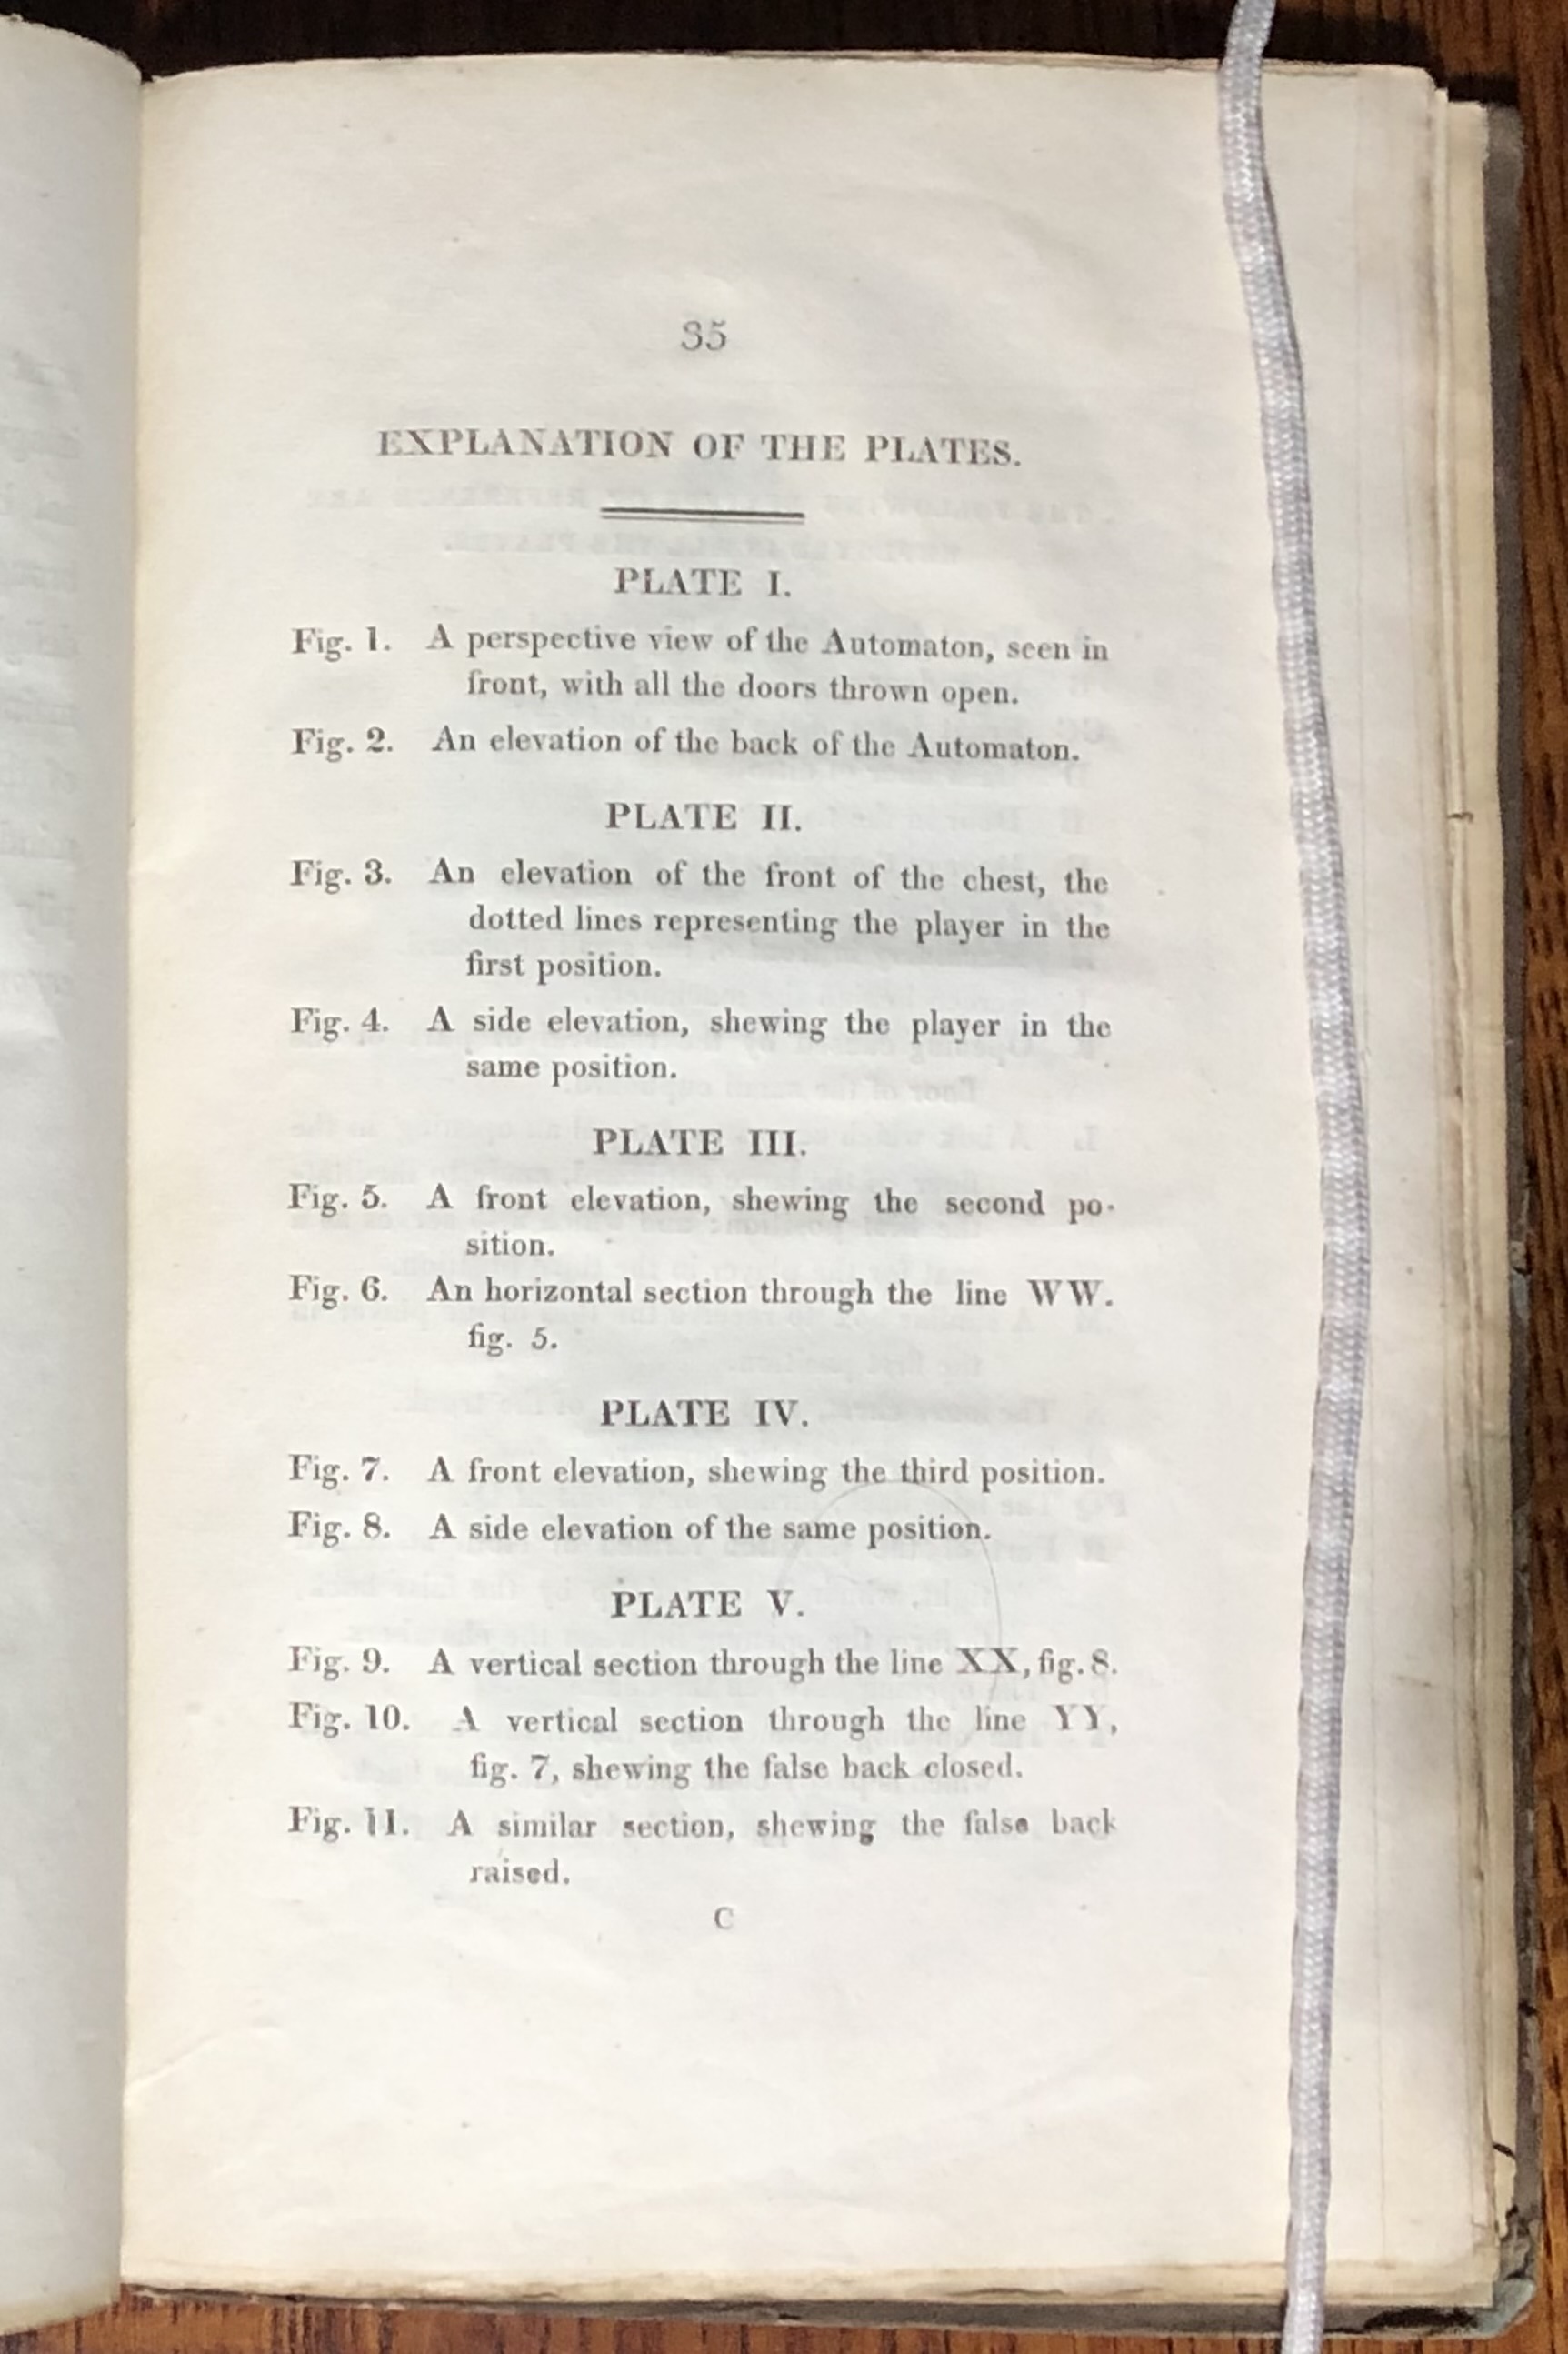 35
EXPLANATION OF THE PLATES.
PLATE I.
Fig. 1. A perspective view of the Automaton, seen in
front, with all the doors thrown open.
Fig. 2. An elevation of the back of the Automaton.
PLATE II.
Fig. 3. An elevation of the front of the chest, the
dotted lines representing the player in the
first position.
Fig. 4. A side elevation, shewing the player in the
same position.
PLATE III.
Fig. 5. A front elevation, shewing the second po-
sition.
Fig. 6. An horizontal section through the line WW.
fig. 5.
PLATE IV.
Fig. 7. A front elevation, shewing the third position.
Fig. 8. A side elevation of the same position.
PLATE V.
Fig. 9. A vertical section through the line XX, fig. 8.
Fig. 10. A vertical section through the line YY,
fig. 7, shewing the false back closed.
Fig. 11. A similar section, shewing the false back
raised.
C